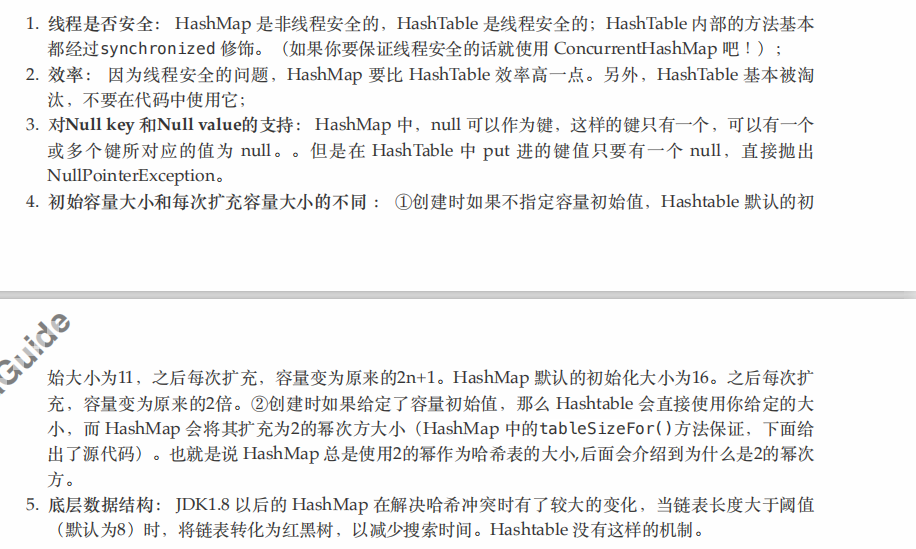 1. 线程是否安全： HashMap 是非线程安全的，HashTable 是线程安全的；HashTable 内部的方法基本
都经过synchronized 修饰。（如果你要保证线程安全的话就使用 ConcurrentHashMap 吧！）；
2. 效率： 因为线程安全的问题，HashMap 要比 HashTable 效率高一点。另外，HashTable 基本被淘
汰，不要在代码中使用它；
3. 对Null key 和Null value的支持： HashMap 中，null 可以作为键，这样的键只有一个，可以有一个
或多个键所对应的值为 null。。但是在 HashTable 中 put 进的键值只要有一个 null，直接抛出
NullPointerException。
4. 初始容量大小和每次扩充容量大小的不同 ： ①创建时如果不指定容量初始值，Hashtable 默认的初
Guide
始大小为11，之后每次扩充，容量变为原来的2n+1。HashMap 默认的初始化大小为16。之后每次扩
充，容量变为原来的2倍。②创建时如果给定了容量初始值，那么 Hashtable 会直接使用你给定的大
小，而 HashMap 会将其扩充为2的幂次方大小（HashMap 中的tableSizeFor()方法保证，下面给
出了源代码）。也就是说 HashMap 总是使用2的幂作为哈希表的大小,后面会介绍到为什么是2的幂次
方。
5. 底层数据结构： JDK1.8 以后的 HashMap 在解决哈希冲突时有了较大的变化，当链表长度大于阈值
（默认为8）时，将链表转化为红黑树，以减少搜索时间。Hashtable 没有这样的机制。